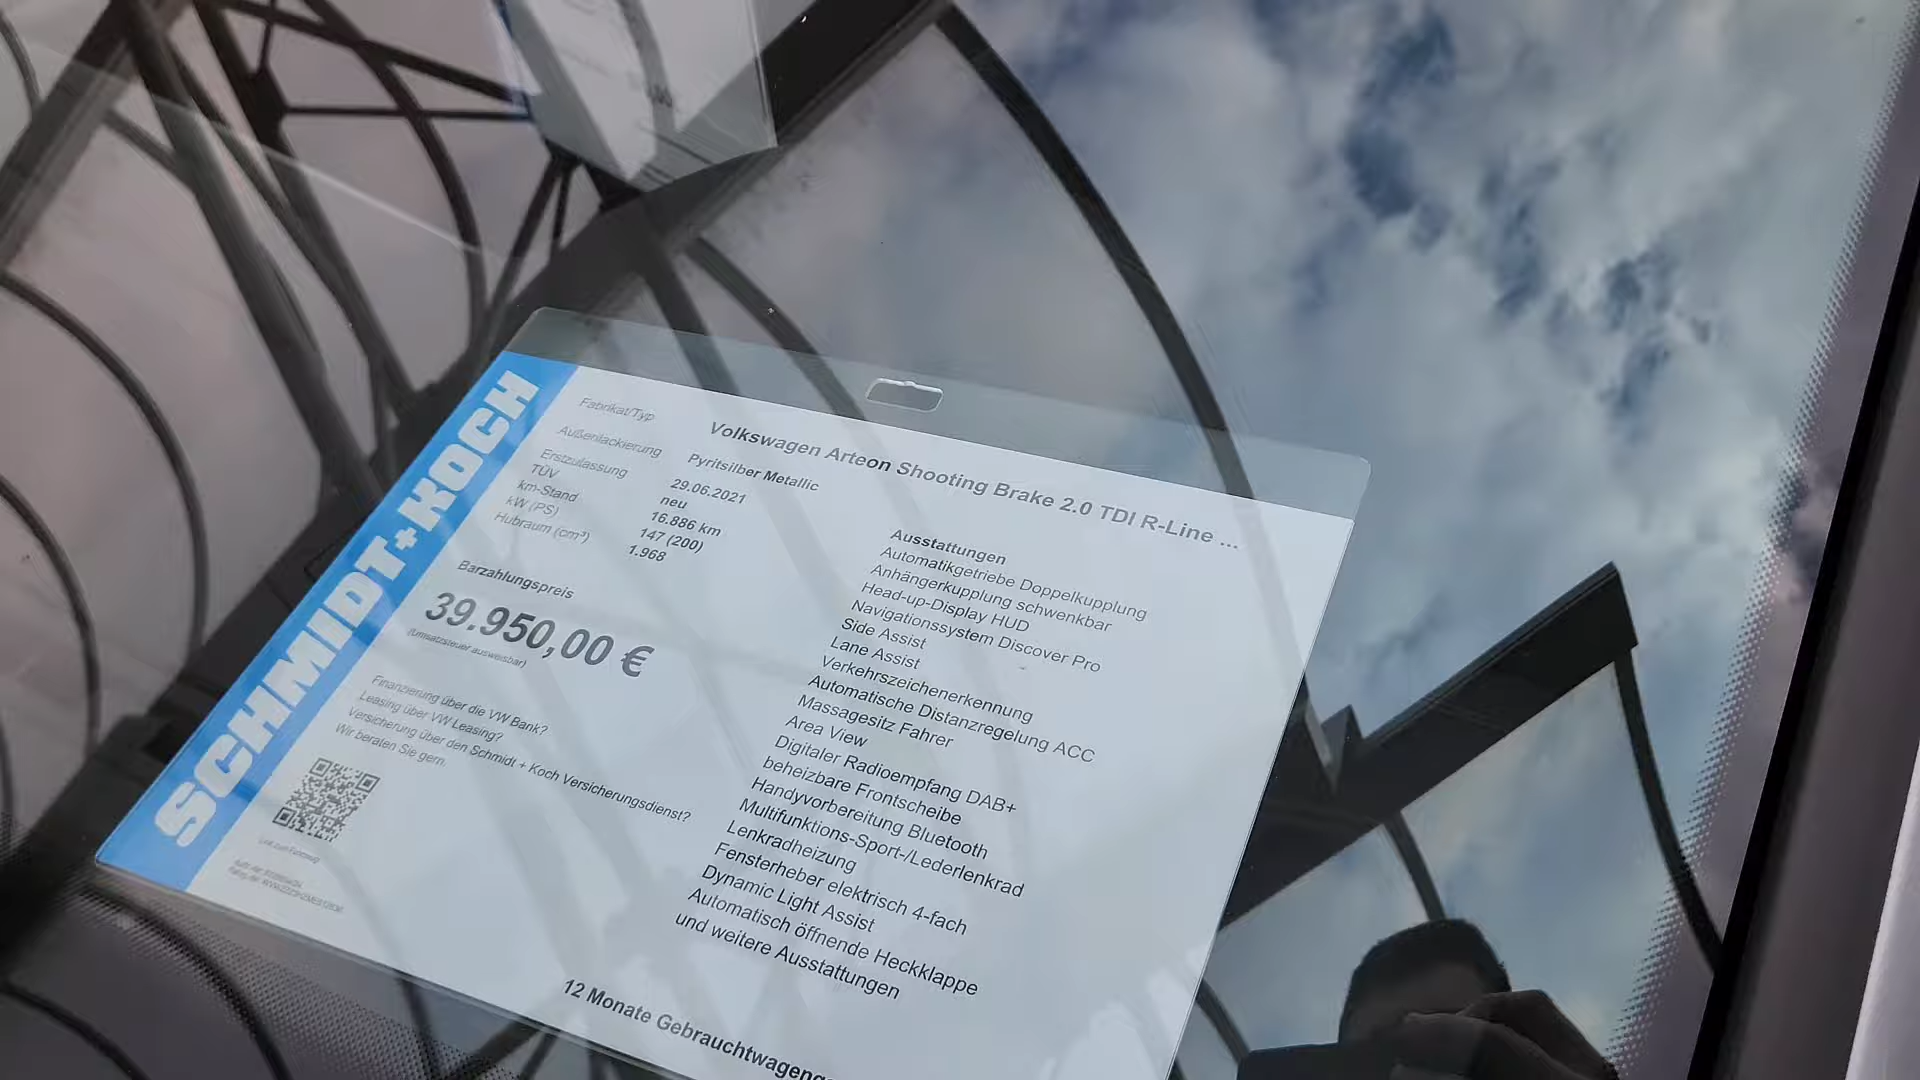 SCHMIDT+KOCH
Fabrikat/Typ
Volkswagen Arteon Shooting Brake 2.0 TDI R-Line ...
Außenlackierung
Pyritsilber Metallic
Erstzulassung
29.06.2021
TÜV
neu
km-Stand
16.886 km
kW (PS)
147 (200)
Hubraum (cm³)
1.968
Barzahlungspreis
39.950,00 €
(Umsatzsteuer ausweisbar)
Finanzierung über die VW Bank?
Leasing über VW Leasing?
Versicherung über den Schmidt + Koch Versicherungsdienst?
Wir beraten Sie gern.
Link zum Fahrzeug
Ausstattungen
Automatikgetriebe Doppelkupplung
Anhängerkupplung schwenkbar
Head-up-Display HUD
Navigationssystem Discover Pro
Side Assist
Lane Assist
Verkehrszeichenerkennung
Automatische Distanzregelung ACC
Massagesitz Fahrer
Area View
Digitaler Radioempfang DAB+
beheizbare Frontscheibe
Handyvorbereitung Bluetooth
Multifunktions-Sport-/Lederlenkrad
Lenkradheizung
Fensterheber elektrisch 4-fach
Dynamic Light Assist
Automatisch öffnende Heckklappe
und weitere Ausstattungen
12 Monate Gebrauchtwageng